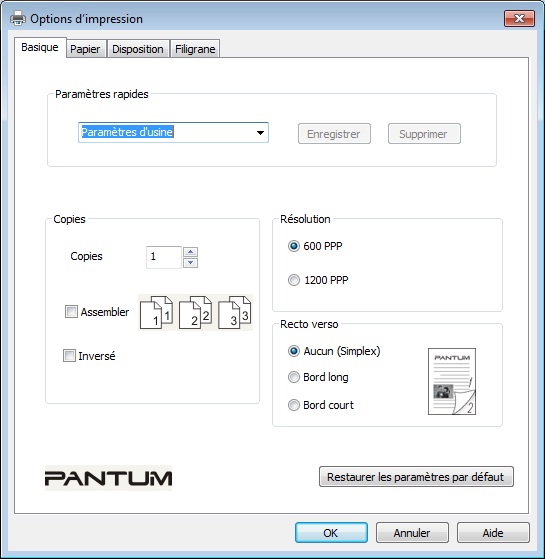 Options d'impression
Basique Papier Disposition Filigrane
Paramètres rapides
Paramètres d'usine Enregistrer Supprimer
Copies
Copies 1
Assembler 1 1 2 2 3 3
Inversé
Résolution
600 PPP
1200 PPP
Recto verso
Aucun (Simplex)
Bord long
Bord court
PANTUM
1
2
PANTUM
Restaurer les paramètres par défaut
OK Annuler Aide